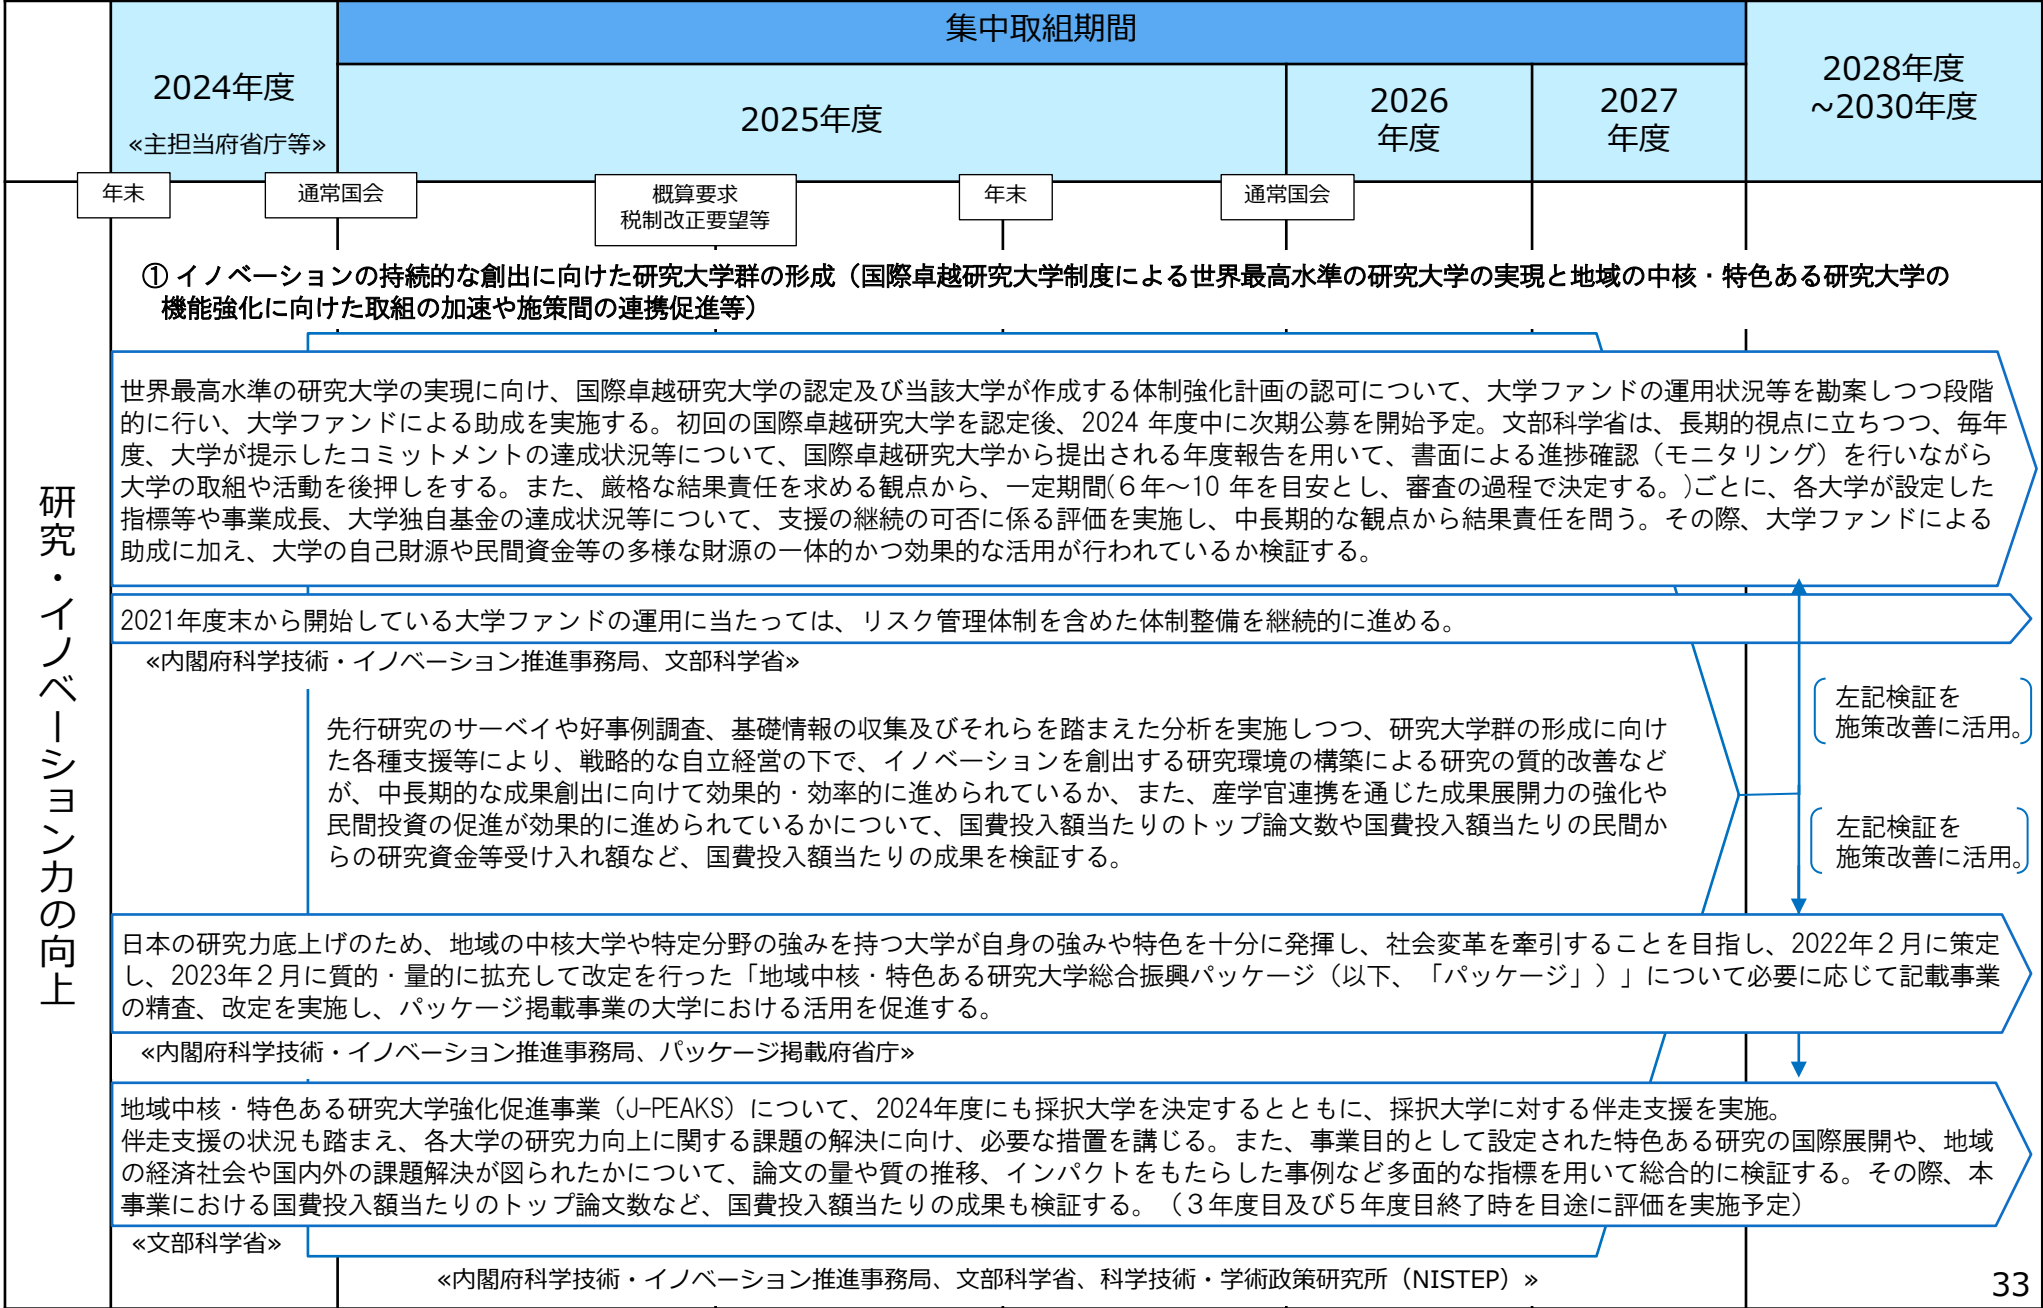 集中取組期間
2024年度
«主担当府省庁等»
2025年度
2026
年度
2027
年度
2028年度
~2030年度
年末
通常国会
概算要求
税制改正要望等
年末
通常国会
研究・イノベーション力の向上
① イノベーションの持続的な創出に向けた研究大学群の形成（国際卓越研究大学制度による世界最高水準の研究大学の実現と地域の中核・特色ある研究大学の
機能強化に向けた取組の加速や施策間の連携促進等）
世界最高水準の研究大学の実現に向け、国際卓越研究大学の認定及び当該大学が作成する体制強化計画の認可について、大学ファンドの運用状況等を勘案しつつ段階
的に行い、大学ファンドによる助成を実施する。初回の国際卓越研究大学を認定後、2024 年度中に次期公募を開始予定。文部科学省は、長期的視点に立ちつつ、毎年
度、大学が提示したコミットメントの達成状況等について、国際卓越研究大学から提出される年度報告を用いて、書面による進捗確認（モニタリング）を行いながら
大学の取組や活動を後押しをする。また、厳格な結果責任を求める観点から、一定期間(６年～10 年を目安とし、審査の過程で決定する。)ごとに、各大学が設定した
指標等や事業成長、大学独自基金の達成状況等について、支援の継続の可否に係る評価を実施し、中長期的な観点から結果責任を問う。その際、大学ファンドによる
助成に加え、大学の自己財源や民間資金等の多様な財源の一体的かつ効果的な活用が行われているか検証する。
2021年度末から開始している大学ファンドの運用に当たっては、リスク管理体制を含めた体制整備を継続的に進める。
«内閣府科学技術・イノベーション推進事務局、文部科学省»
先行研究のサーベイや好事例調査、基礎情報の収集及びそれらを踏まえた分析を実施しつつ、研究大学群の形成に向け
た各種支援等により、戦略的な自立経営の下で、イノベーションを創出する研究環境の構築による研究の質的改善など
が、中長期的な成果創出に向けて効果的・効率的に進められているか、また、産学官連携を通じた成果展開力の強化や
民間投資の促進が効果的に進められているかについて、国費投入額当たりのトップ論文数や国費投入額当たりの民間か
らの研究資金等受け入れ額など、国費投入額当たりの成果を検証する。
左記検証を
施策改善に活用。
左記検証を
施策改善に活用。
日本の研究力底上げのため、地域の中核大学や特定分野の強みを持つ大学が自身の強みや特色を十分に発揮し、社会変革を牽引することを目指し、2022年２月に策定
し、2023年２月に質的・量的に拡充して改定を行った「地域中核・特色ある研究大学総合振興パッケージ（以下、「パッケージ」）」について必要に応じて記載事業
の精査、改定を実施し、パッケージ掲載事業の大学における活用を促進する。
«内閣府科学技術・イノベーション推進事務局、パッケージ掲載府省庁»
地域中核・特色ある研究大学強化促進事業（J-PEAKS）について、2024年度にも採択大学を決定するとともに、採択大学に対する伴走支援を実施。
伴走支援の状況も踏まえ、各大学の研究力向上に関する課題の解決に向け、必要な措置を講じる。また、事業目的として設定された特色ある研究の国際展開や、地域
の経済社会や国内外の課題解決が図られたかについて、論文の量や質の推移、インパクトをもたらした事例など多面的な指標を用いて総合的に検証する。その際、本
事業における国費投入額当たりのトップ論文数など、国費投入額当たりの成果も検証する。（３年度目及び５年度目終了時を目途に評価を実施予定）
«文部科学省»
«内閣府科学技術・イノベーション推進事務局、文部科学省、科学技術・学術政策研究所（NISTEP）»
33